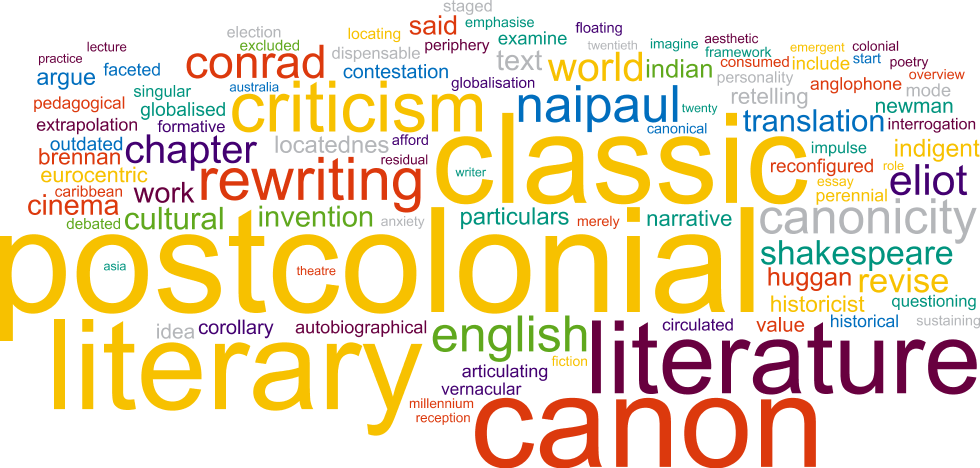 staged
election locating said emphasise floating
lecture excluded dispensable periphery examine twentieth imagine aesthetic emergent colonial
practice conrad text world indian framework consumed include start poetry
argue faceted contestation personality anglophone overview
singular australia criticism globalisation naipaul twenty retelling mode
pedagogical globalised newman
extrapolation formative locatednes afford canonical translation interrogation
outdated chapter classic impulse indigent
brennan residual reconfigured role
eurocentric rewriting writer essay eliot
caribbean work perennial
cinema cultural invention anxiety particulars merely narrative canonicity
debated postcolonial shakespeare
asia theatre huggan revise
historicist questioning
idea corollary autobiographical english circulated value historical sustaining
literary fiction literature
articulating
vernacular
millennium canon
reception